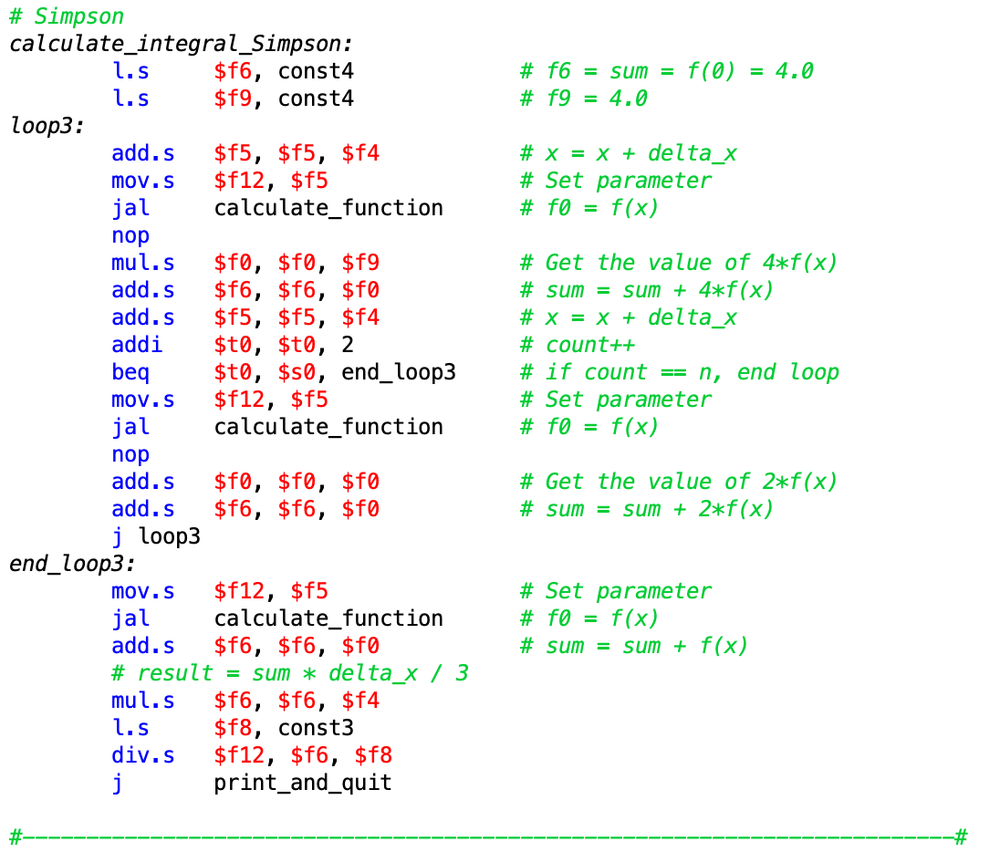 # Simpson
calculate_integral_Simpson:
        l.s     $f6, const4             # f6 = sum = f(0) = 4.0
        l.s     $f9, const4             # f9 = 4.0
loop3:
        add.s   $f5, $f5, $f4           # x = x + delta_x
        mov.s   $f12, $f5               # Set parameter
        jal     calculate_function      # f0 = f(x)
        nop
        mul.s   $f0, $f0, $f9           # Get the value of 4*f(x)
        add.s   $f6, $f6, $f0           # sum = sum + 4*f(x)
        add.s   $f5, $f5, $f4           # x = x + delta_x
        addi    $t0, $t0, 2             # count++
        beq     $t0, $s0, end_loop3     # if count == n, end loop
        mov.s   $f12, $f5               # Set parameter
        jal     calculate_function      # f0 = f(x)
        nop
        add.s   $f0, $f0, $f0           # Get the value of 2*f(x)
        add.s   $f6, $f6, $f0           # sum = sum + 2*f(x)
        j loop3
end_loop3:
        mov.s   $f12, $f5               # Set parameter
        jal     calculate_function      # f0 = f(x)
        add.s   $f6, $f6, $f0           # sum = sum + f(x)
        # result = sum * delta_x / 3
        mul.s   $f6, $f6, $f4
        l.s     $f8, const3
        div.s   $f12, $f6, $f8
        j       print_and_quit
#-------------------------------------------------------------------------#